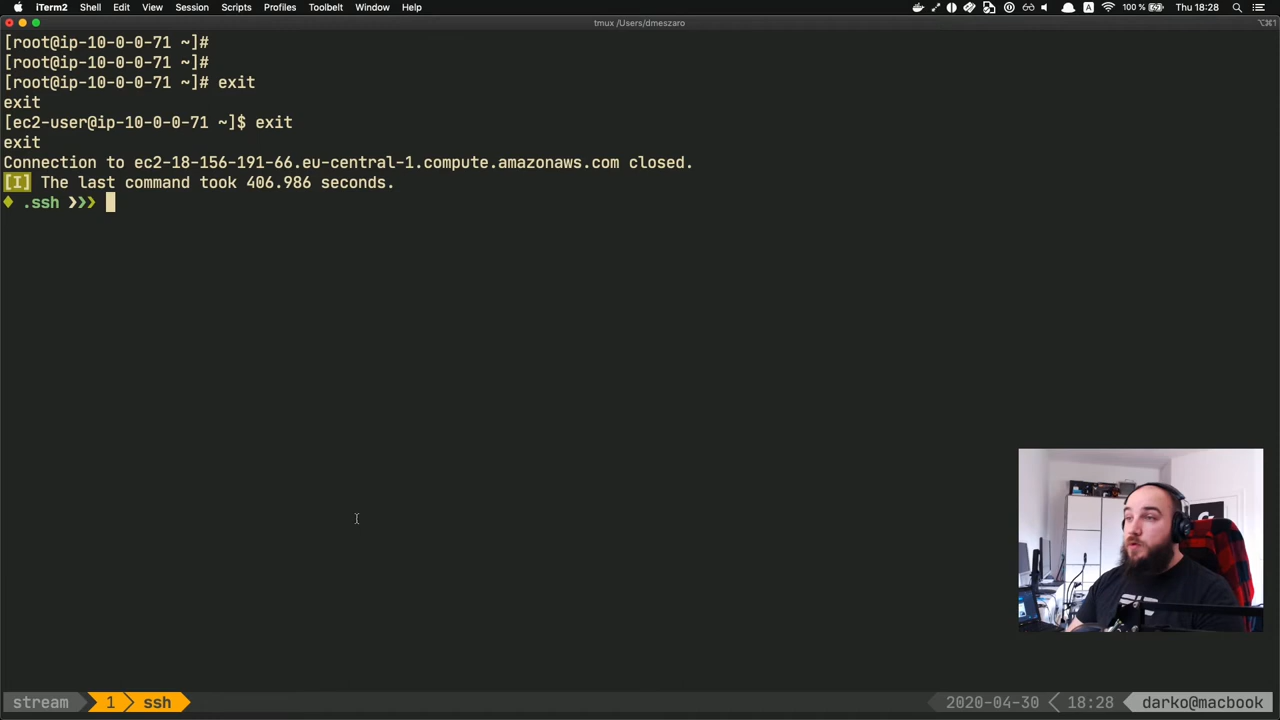 iTerm2 Shell Edit View Session Scripts Profiles Toolbelt Window Help 100 % Thu 18:28
tmux /Users/dmeszaro ⌥⌘1
[root@ip-10-0-0-71 ~]#
[root@ip-10-0-0-71 ~]#
[root@ip-10-0-0-71 ~]# exit
exit
[ec2-user@ip-10-0-0-71 ~]$ exit
exit
Connection to ec2-18-156-191-66.eu-central-1.compute.amazonaws.com closed.
[I] The last command took 406.986 seconds.
♦ .ssh ❯❯❯
stream 1 ssh 2020-04-30 18:28 darko@macbook